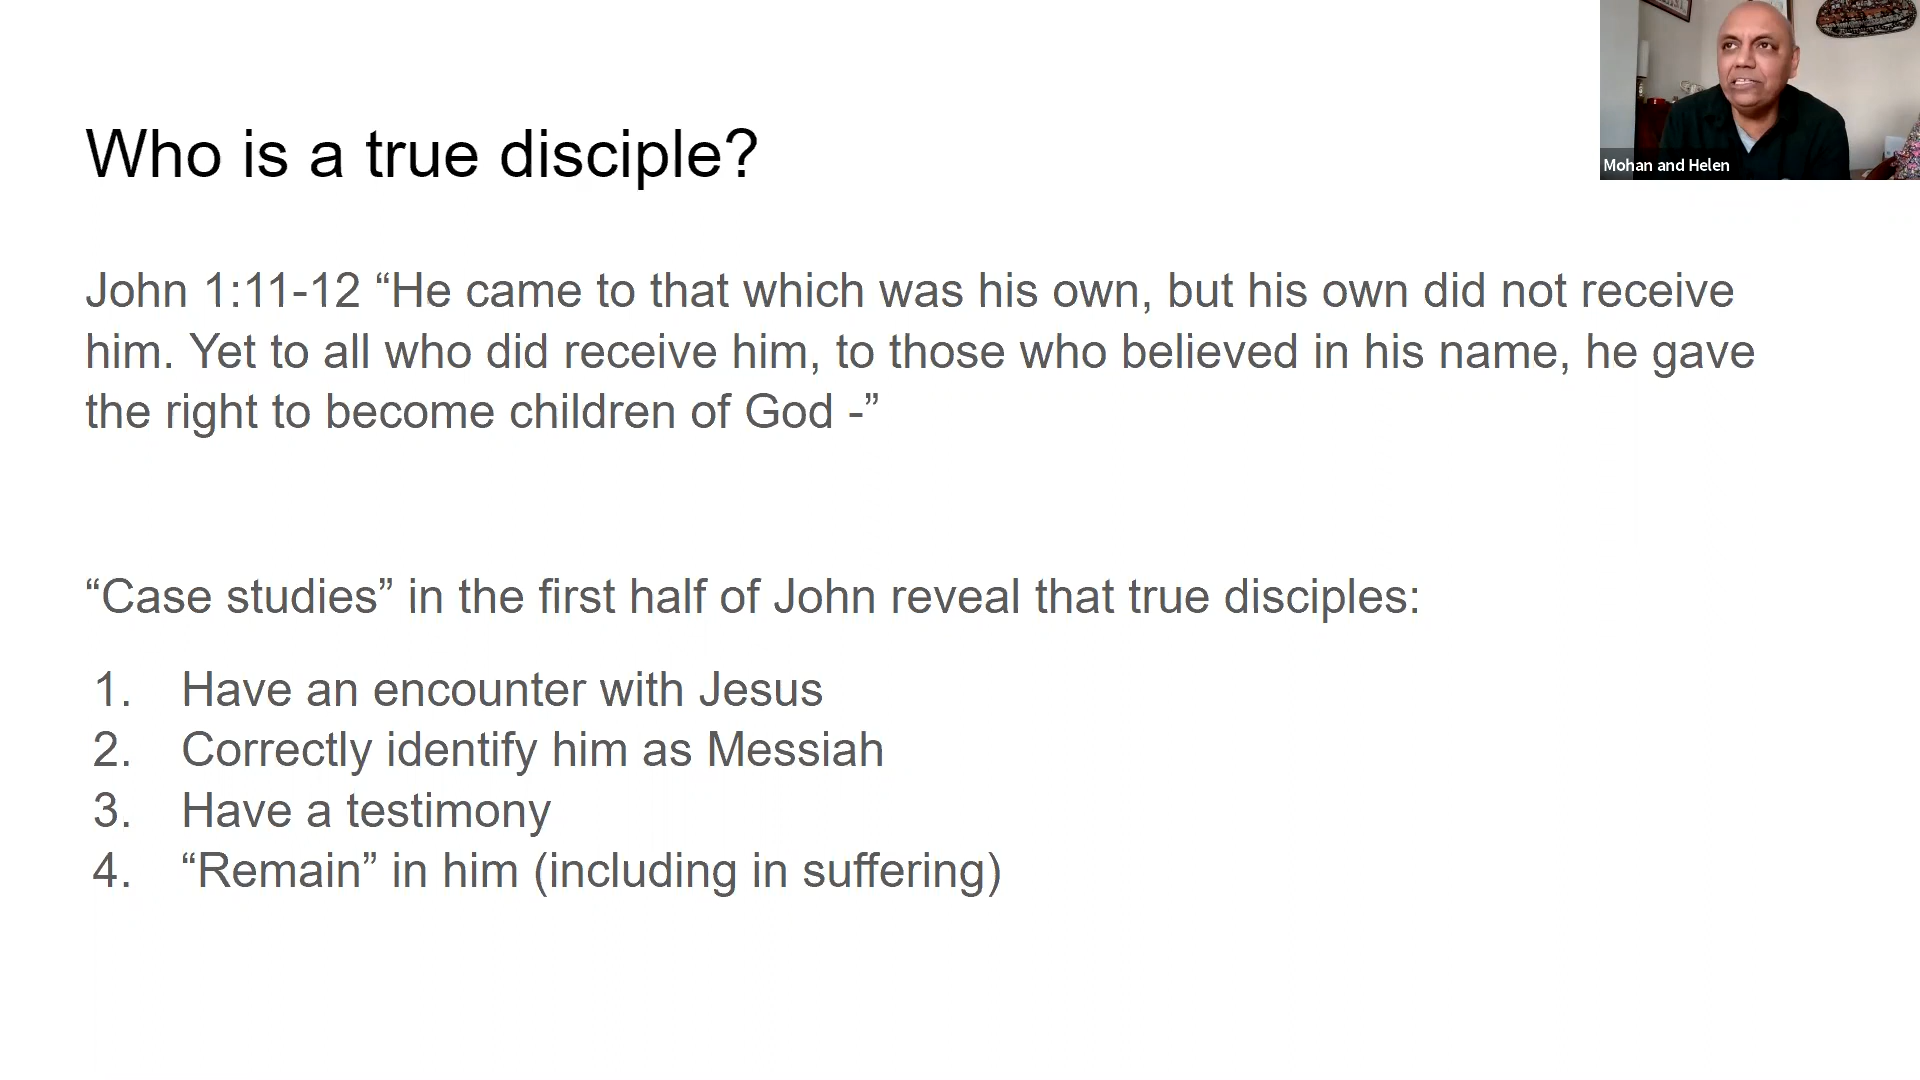 Who is a true disciple?
Mohan and Helen
John 1:11-12 “He came to that which was his own, but his own did not receive
him. Yet to all who did receive him, to those who believed in his name, he gave
the right to become children of God -”
“Case studies” in the first half of John reveal that true disciples:
1. Have an encounter with Jesus
2. Correctly identify him as Messiah
3. Have a testimony
4. “Remain” in him (including in suffering)